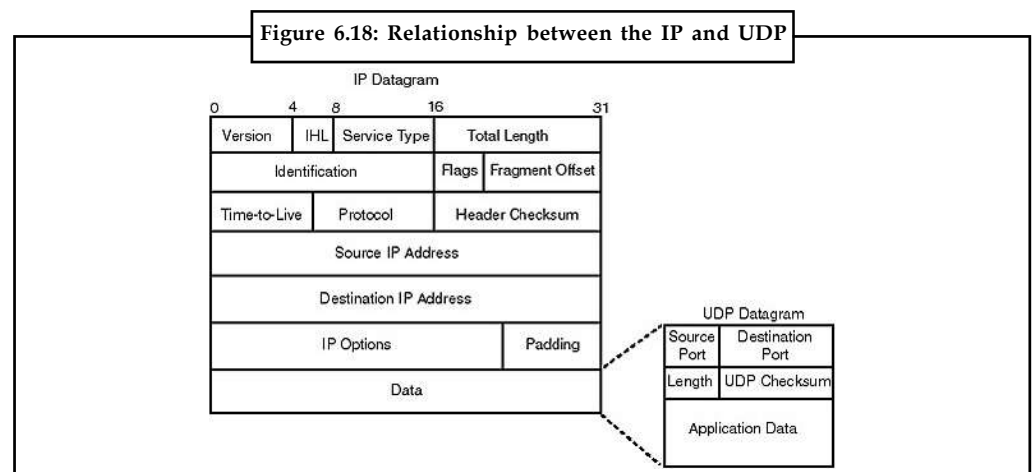 Figure 6.18: Relationship between the IP and UDP
IP Datagram
0 4 8 16 31
Version IHL Service Type Total Length
Identification Flags Fragment Offset
Time-to-Live Protocol Header Checksum
Source IP Address
Destination IP Address
IP Options Padding
Data
UDP Datagram
Source Port Destination Port
Length UDP Checksum
Application Data